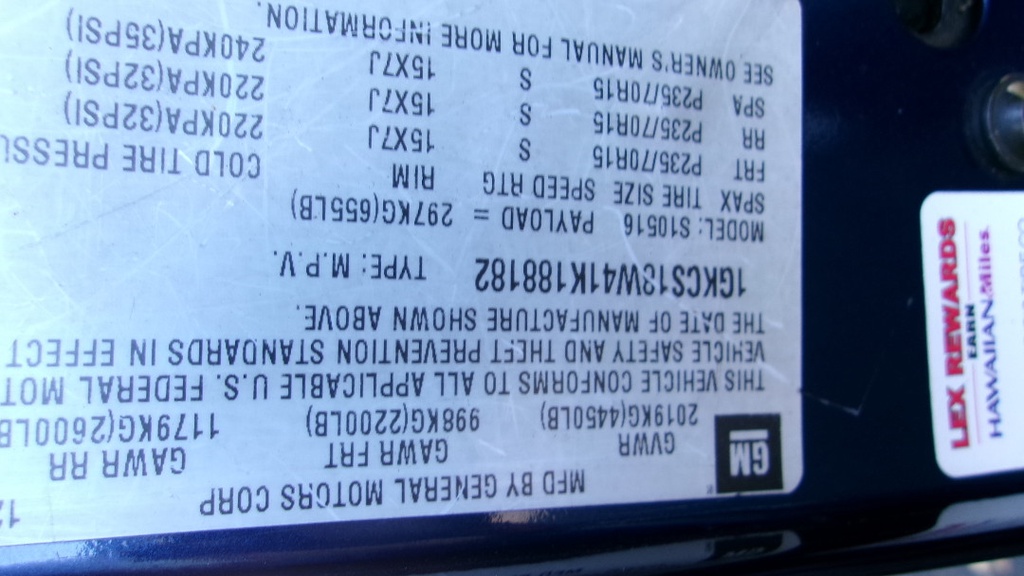 MFD BY GENERAL MOTORS CORP
GM
GVWR GAWR FRT GAWR RR
2019KG(4450LB) 998KG(2200LB) 1179KG(2600LB
THIS VEHICLE CONFORMS TO ALL APPLICABLE U.S. FEDERAL MOT
VEHICLE SAFETY AND THEFT PREVENTION STANDARDS IN EFFECT
THE DATE OF MANUFACTURE SHOWN ABOVE.
1GKCS18W41K188182 TYPE: M.P.V.
MODEL: S10516 PAYLOAD = 297KG(655LB)
SPAX TIRE SIZE SPEED RTG RIM COLD TIRE PRESSU
FRT P235/70R15 S 15X7J 220KPA(32PSI)
RR P235/70R15 S 15X7J 220KPA(32PSI)
SPA P235/70R15 S 15X7J 240KPA(35PSI)
SEE OWNER'S MANUAL FOR MORE INFORMATION.
LEX REWARDS
EARN
HAWAIIANMiles